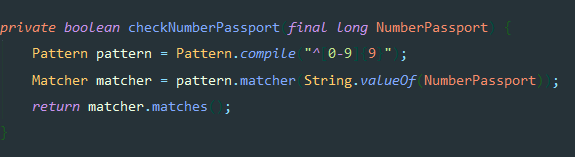 private boolean checkNumberPassport(final long NumberPassport) {
Pattern pattern = Pattern.compile("^[0-9]{9}");
Matcher matcher = pattern.matcher(String.valueOf(NumberPassport));
return matcher.matches();
}